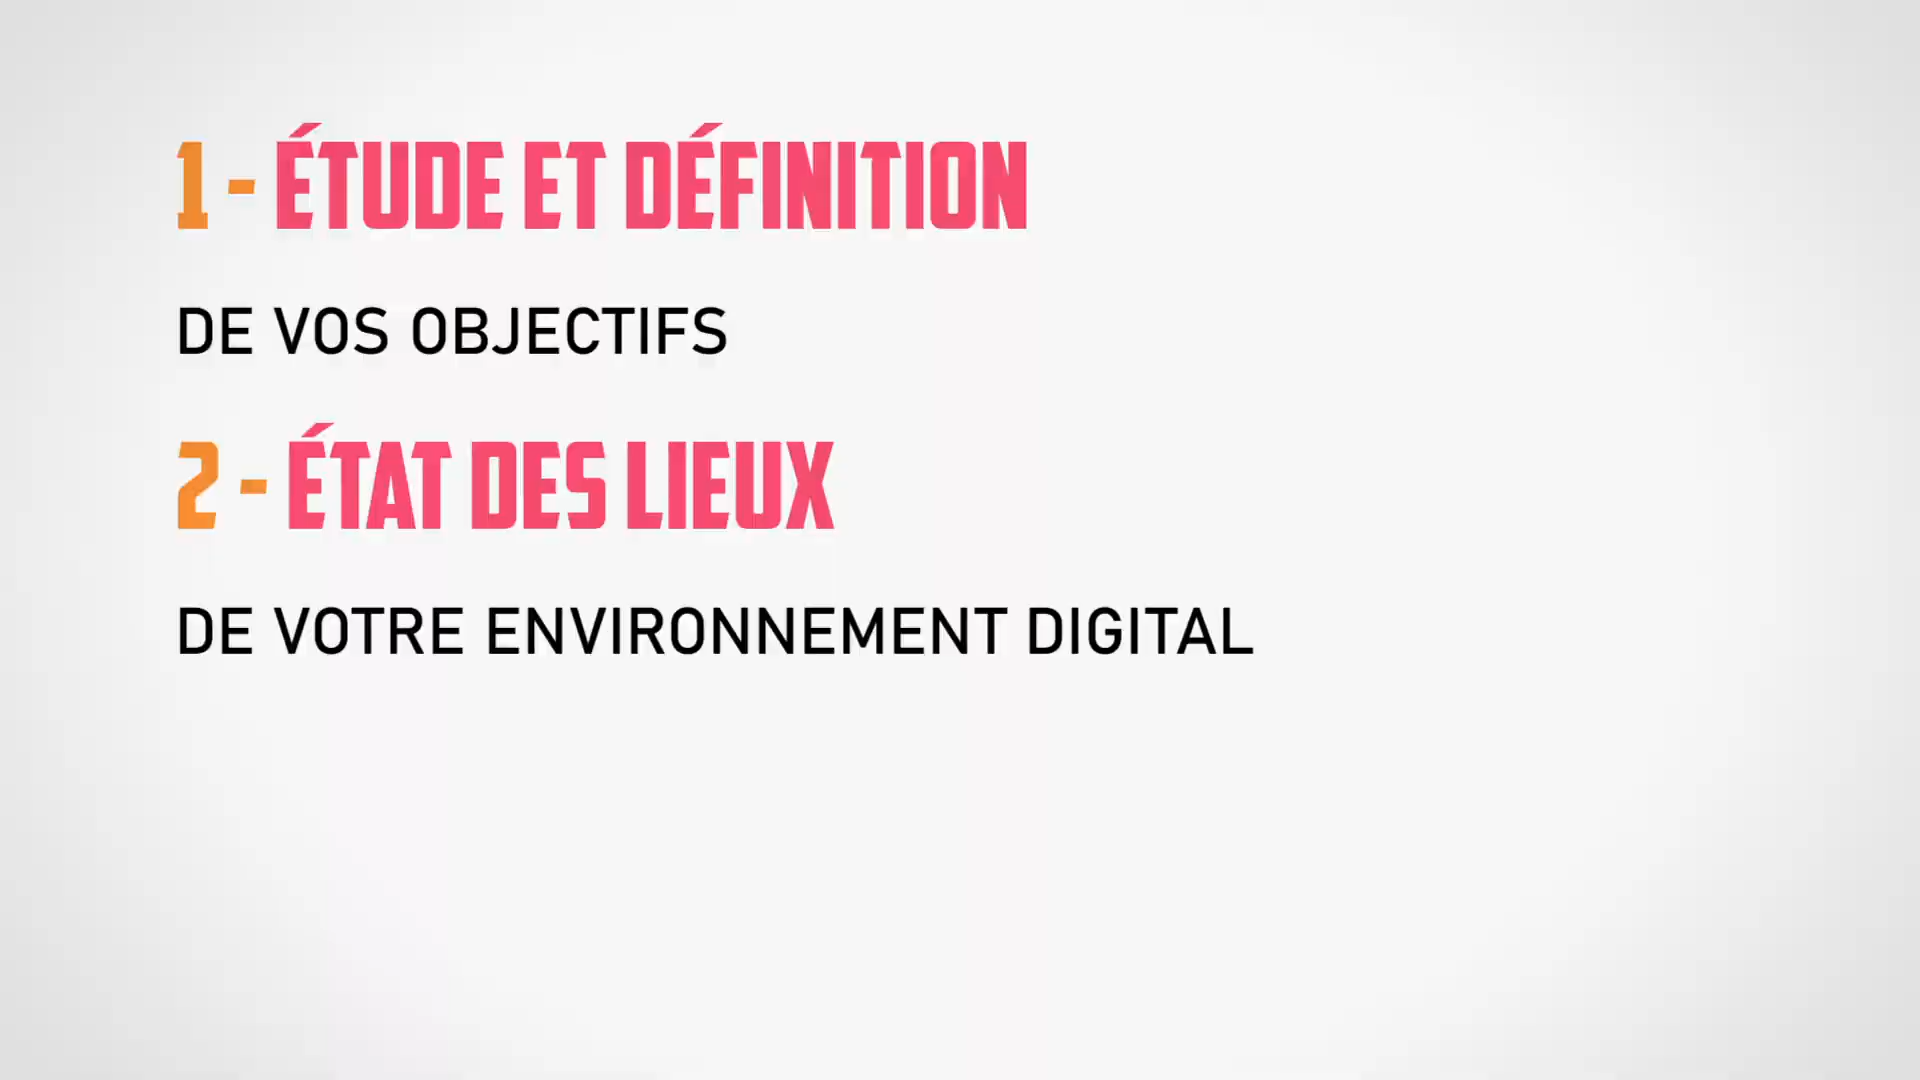 1 - ÉTUDE ET DÉFINITION
DE VOS OBJECTIFS
2 - ÉTAT DES LIEUX
DE VOTRE ENVIRONNEMENT DIGITAL